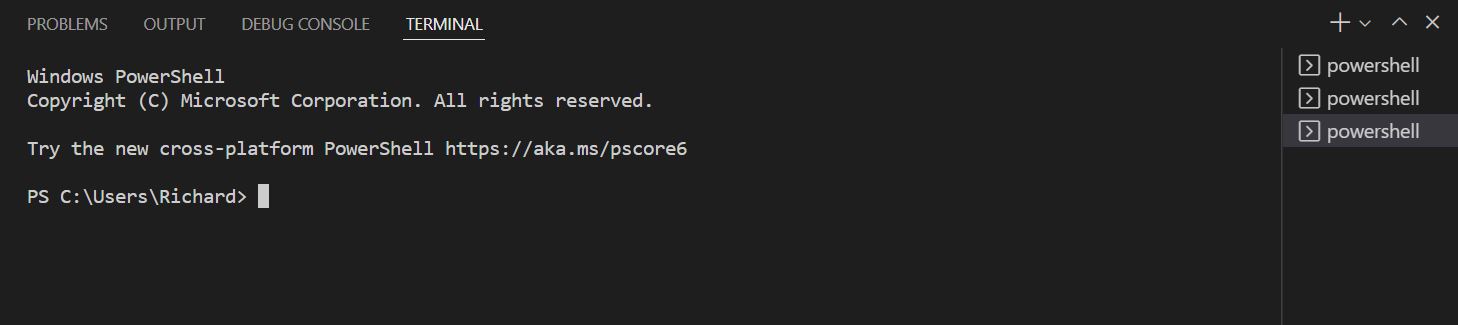 PROBLEMS OUTPUT DEBUG CONSOLE TERMINAL
Windows PowerShell
Copyright (C) Microsoft Corporation. All rights reserved.
Try the new cross-platform PowerShell https://aka.ms/pscore6
PS C:\Users\Richard>
powershell
powershell
powershell